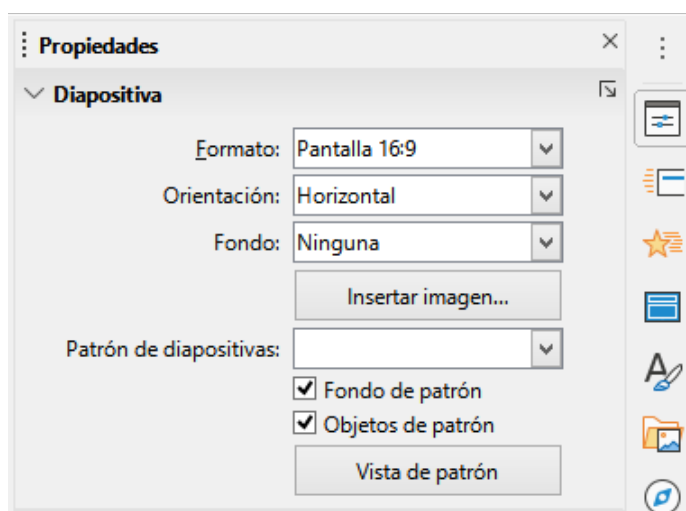 Propiedades
Diapositiva
Formato: Pantalla 16:9
Orientación: Horizontal
Fondo: Ninguna
Insertar imagen...
Patrón de diapositivas:
Fondo de patrón
Objetos de patrón
Vista de patrón